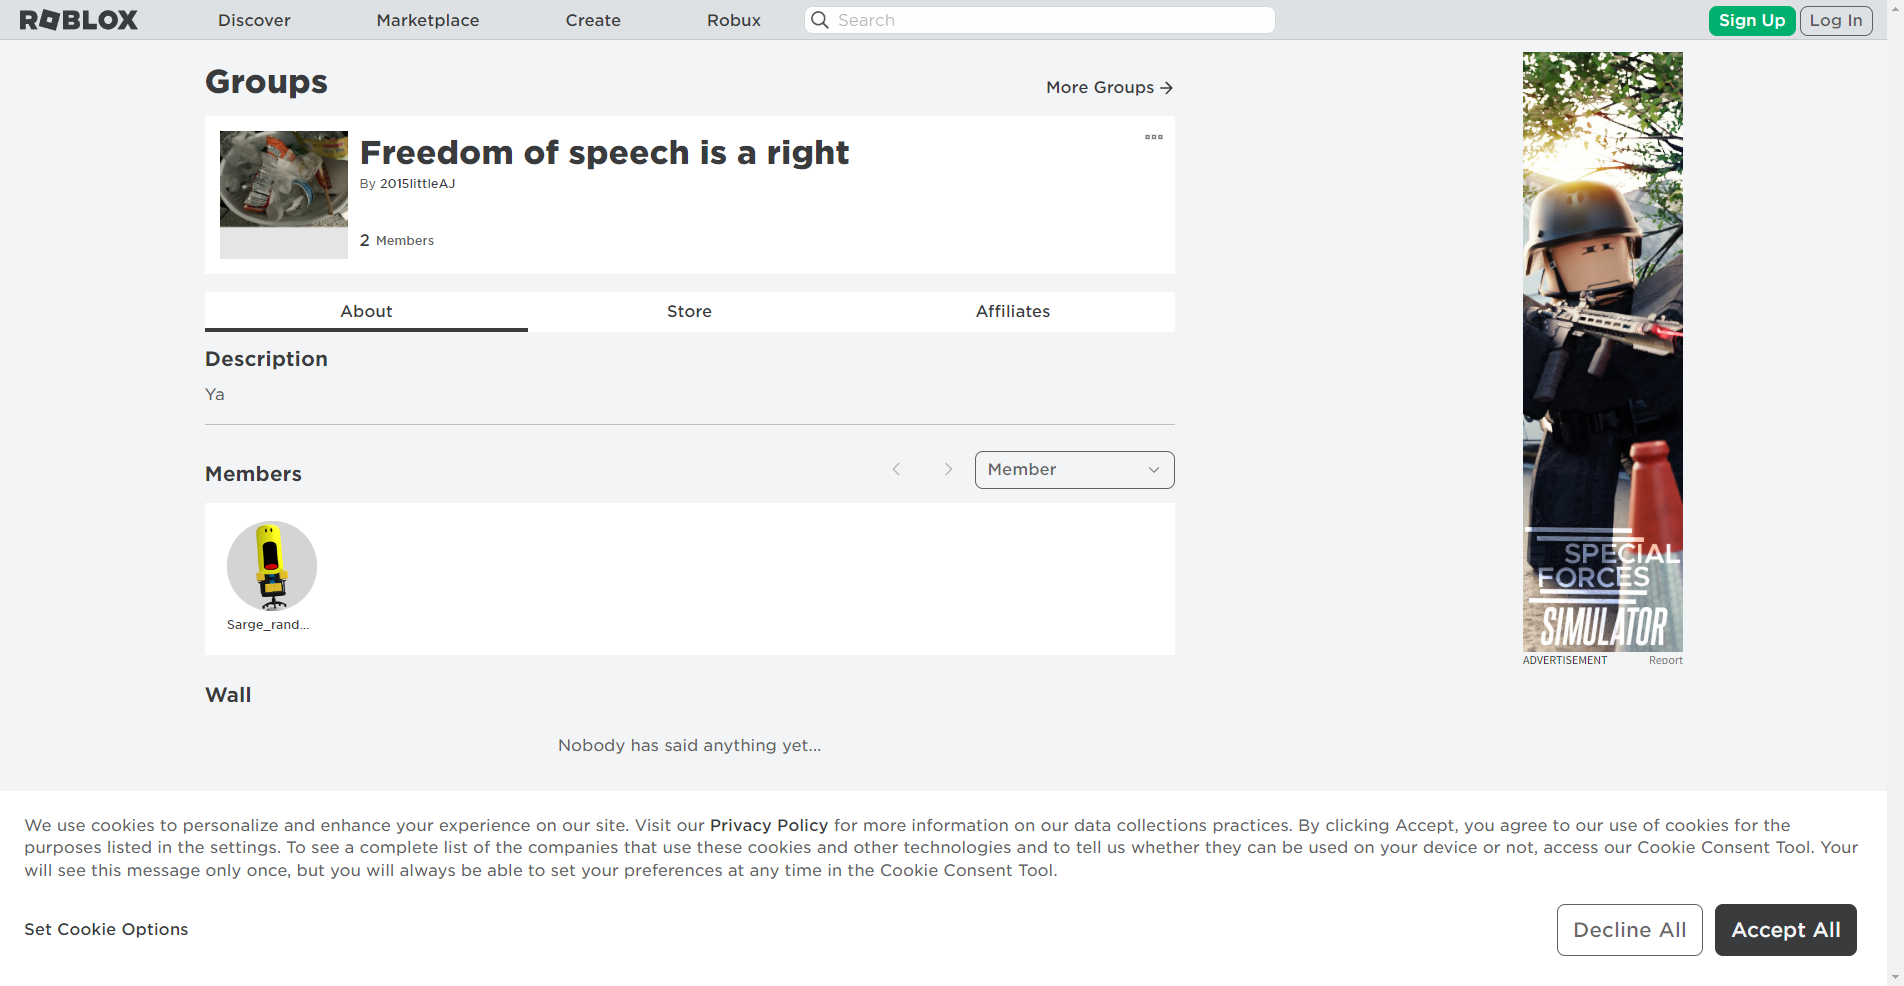 ROBLOX
Discover
Marketplace
Create
Robux
Search
Sign Up
Log In
Groups
More Groups
Freedom of speech is a right
By 2015littleAJ
2 Members
About
Store
Affiliates
Description
Ya
Members
Member
Sarge_rand...
Wall
Nobody has said anything yet...
SPECIAL
FORCES
SIMULATOR
ADVERTISEMENT
Report
We use cookies to personalize and enhance your experience on our site. Visit our Privacy Policy for more information on our data collections practices. By clicking Accept, you agree to our use of cookies for the
purposes listed in the settings. To see a complete list of the companies that use these cookies and other technologies and to tell us whether they can be used on your device or not, access our Cookie Consent Tool. Your
will see this message only once, but you will always be able to set your preferences at any time in the Cookie Consent Tool.
Set Cookie Options
Decline All
Accept All